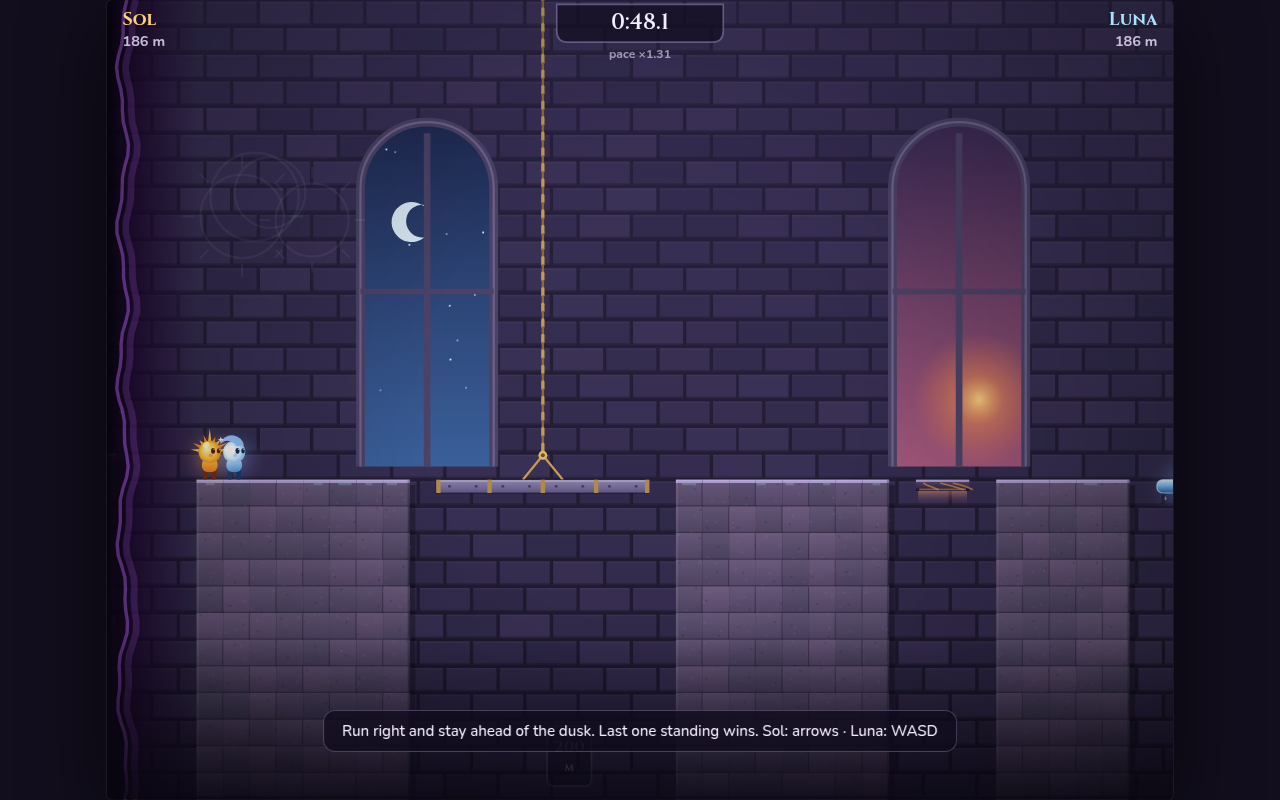 SOL
186 m
0:48.1
pace ×1.31
LUNA
186 m
Run right and stay ahead of the dusk. Last one standing wins. Sol: arrows · Luna: WASD
200
M